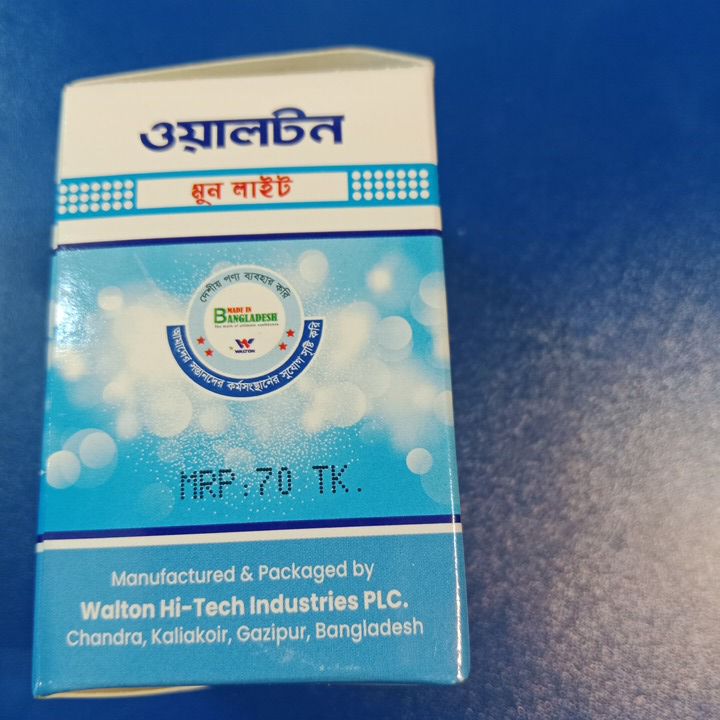 ওয়ালটন
মুন লাইট
দেশীয় পণ্য ব্যবহার করি
MADE IN
BANGLADESH
WALTON
আমাদের সন্তানদের কর্মসংস্থানের সুযোগ সৃষ্টি করি
MRP:70 TK.
Manufactured & Packaged by
Walton Hi-Tech Industries PLC.
Chandra, Kaliakoir, Gazipur, Bangladesh